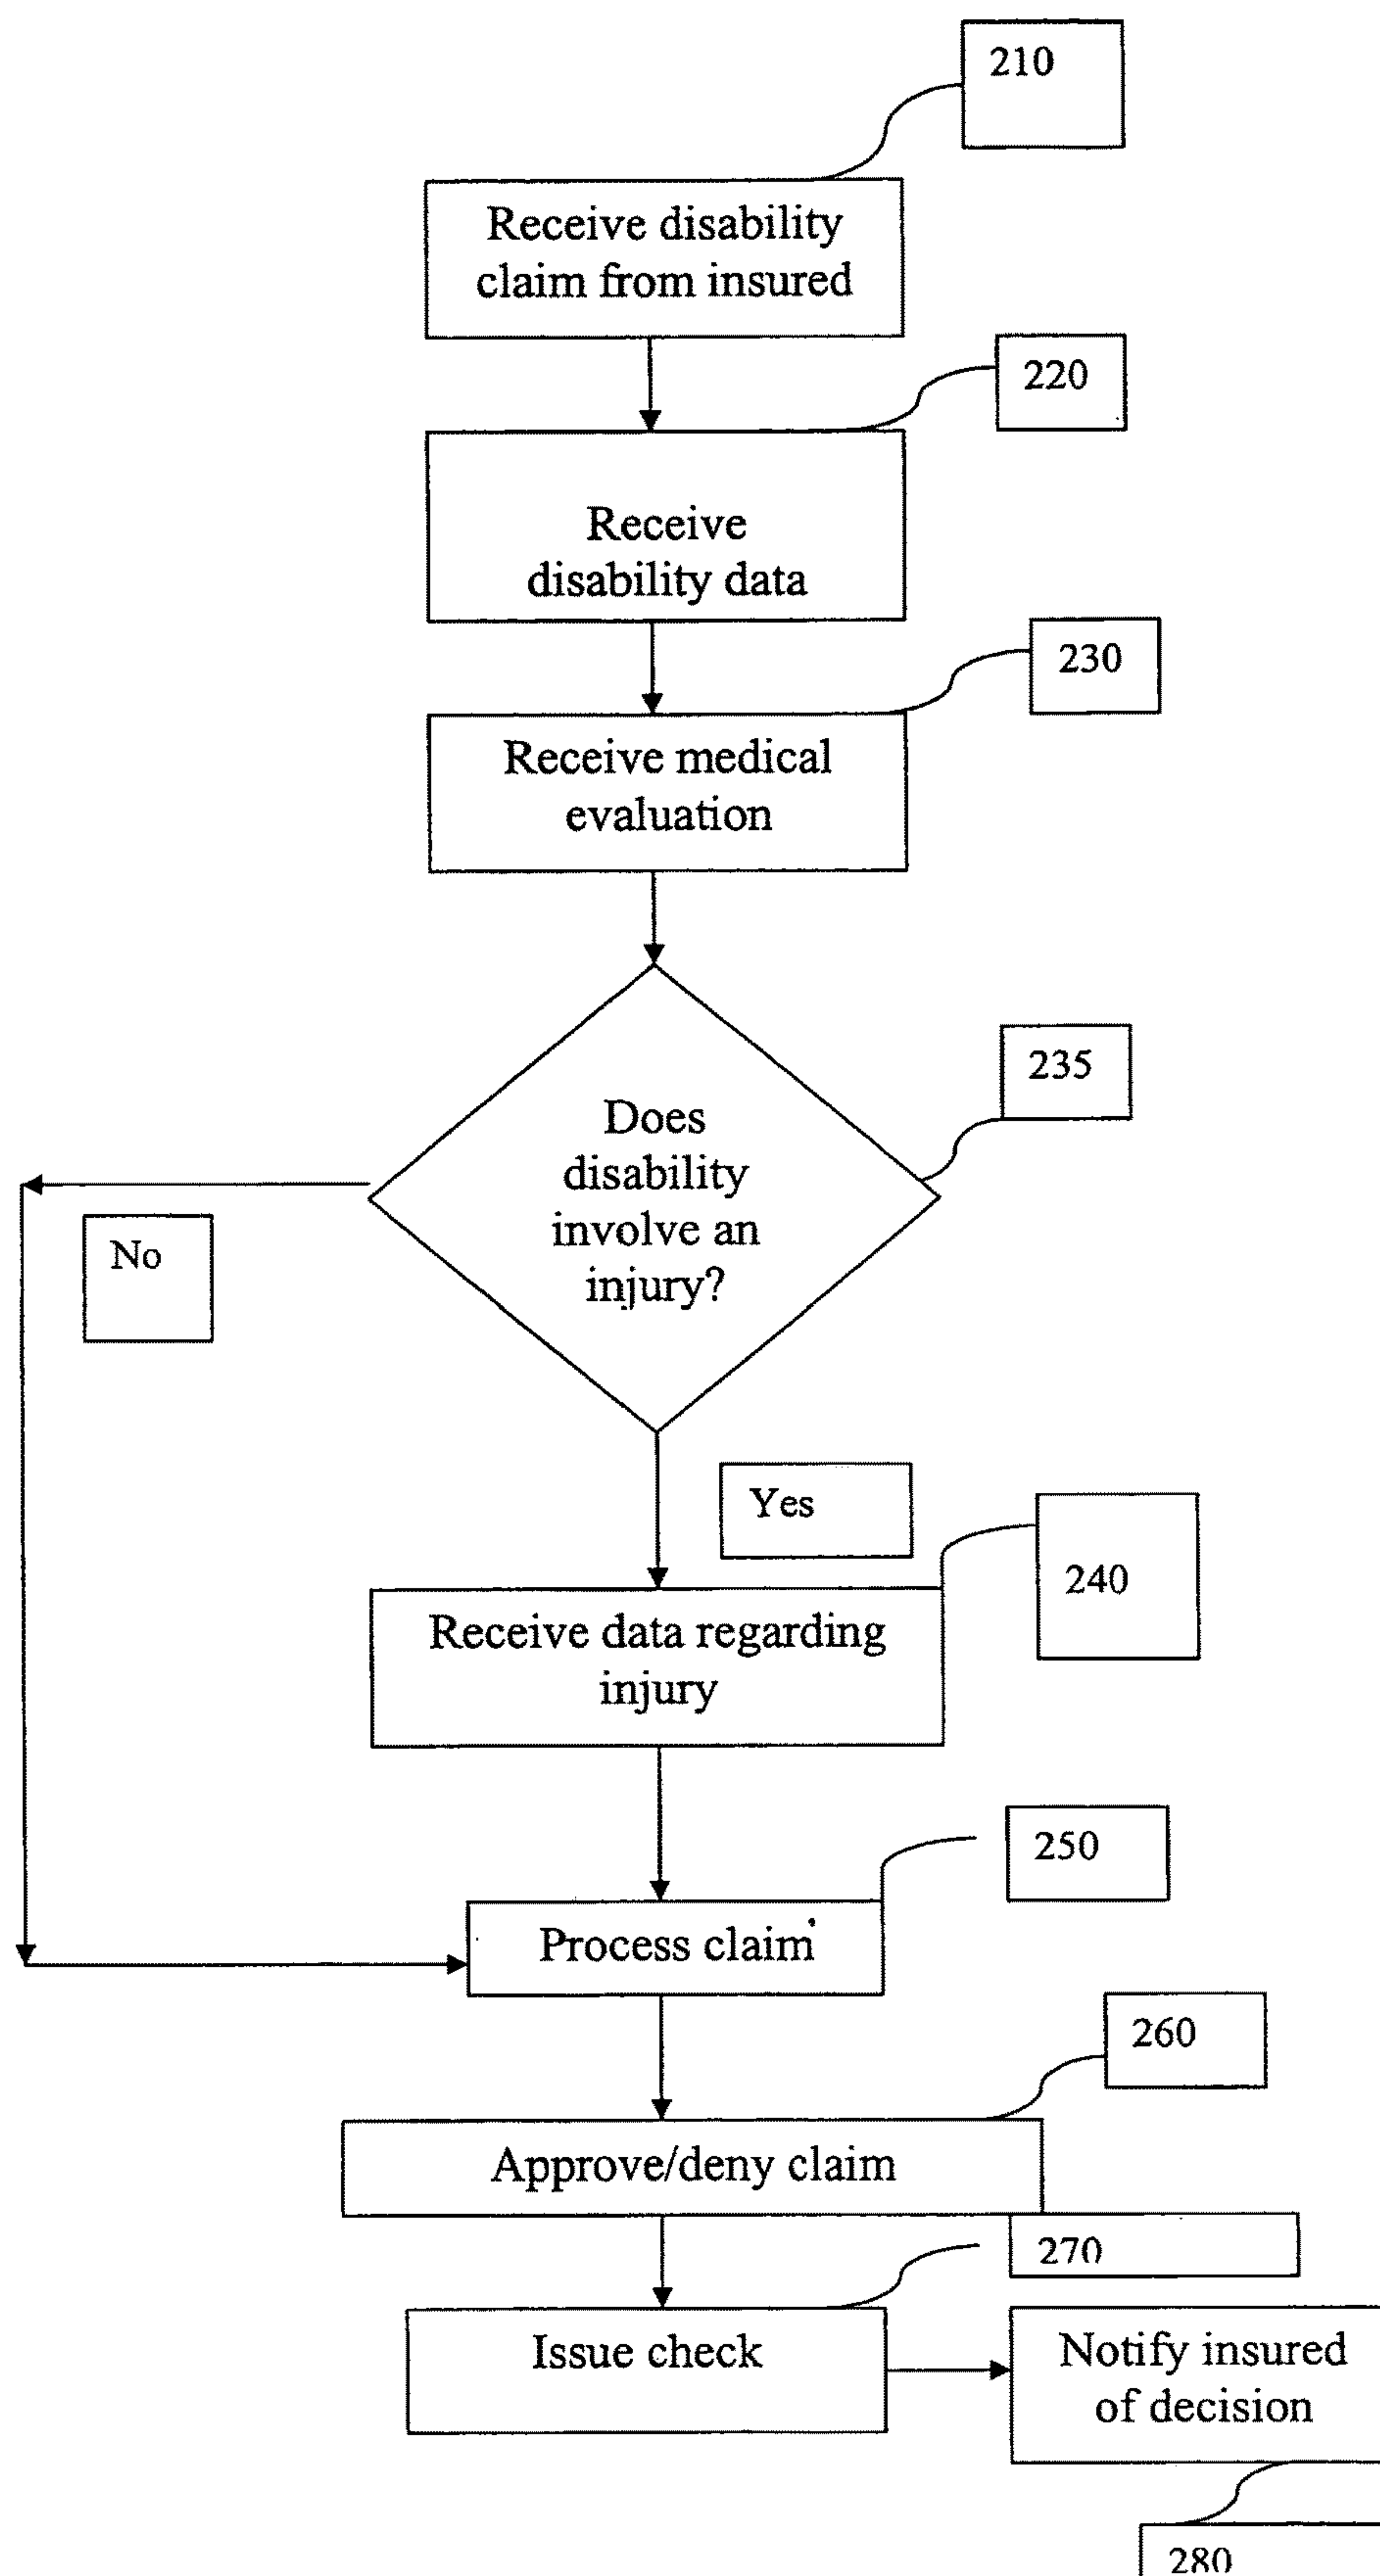 210
Receive disability
claim from insured
220
Receive
disability data
230
Receive medical
evaluation
235
Does
disability
involve an
injury?
No
Yes
240
Receive data regarding
injury
250
Process claim
260
Approve/deny claim
270
Issue check
Notify insured
of decision
280